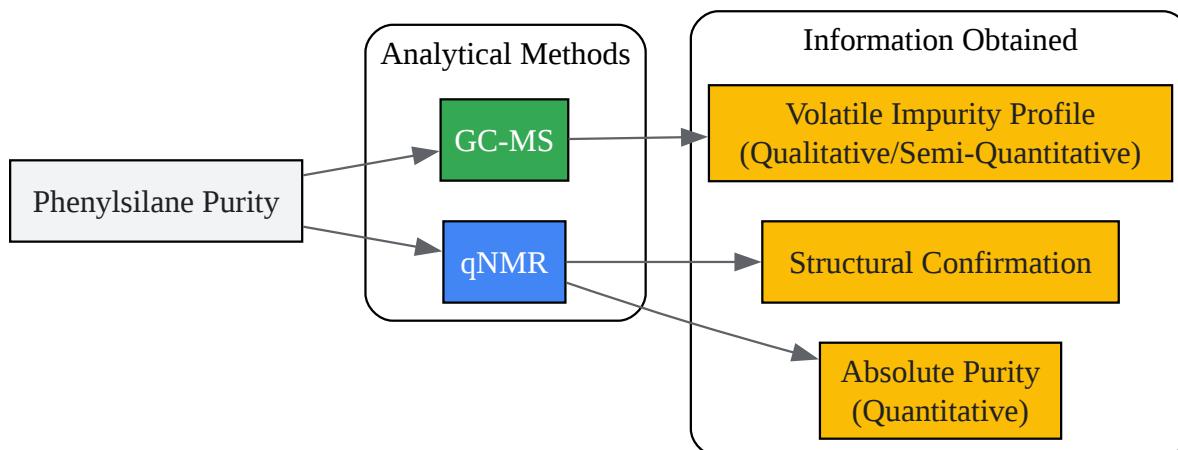 Analytical Methods
Information Obtained
Phenylsilane Purity
GC-MS
qNMR
Volatile Impurity Profile
(Qualitative/Semi-Quantitative)
Structural Confirmation
Absolute Purity
(Quantitative)